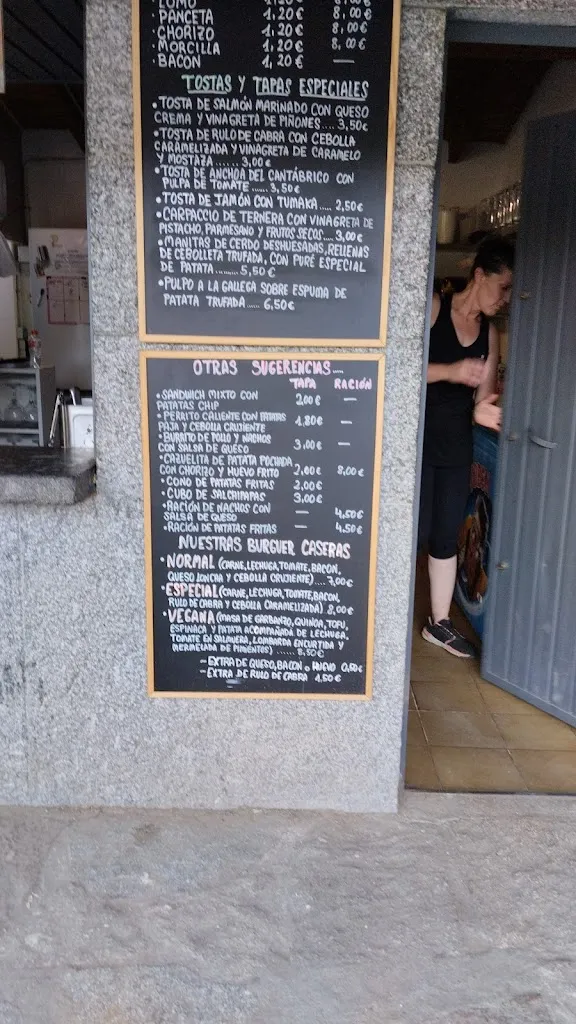 LOMO 1,20€ 8,00€
• PANCETA 1,20€ 8,00€
• CHORIZO 1,20€ 8,00€
• MORCILLA 1,20€ 8,00€
• BACON 1,20€ —
TOSTAS Y TAPAS ESPECIALES
• TOSTA DE SALMÓN MARINADO CON QUESO
CREMA Y VINAGRETA DE PIÑONES.... 3,50€
• TOSTA DE RULO DE CABRA CON CEBOLLA
CARAMELIZADA Y VINAGRETA DE CARAMELO
Y MOSTAZA ...... 3,00€
• TOSTA DE ANCHOA DEL CANTÁBRICO CON
PULPA DE TOMATE ...... 3,50€
• TOSTA DE JAMÓN CON TUMAKA..... 2,50€
• CARPACCIO DE TERNERA CON VINAGRETA DE
PISTACHO, PARMESANO Y FRUTOS SECOS.... 3,00€
• MANITAS DE CERDO DESHUESADAS, RELLENAS
DE CEBOLLETA TRUFADA, CON PURÉ ESPECIAL
DE PATATA ......... 5,50€
• PULPO A LA GALLEGA SOBRE ESPUMA DE
PATATA TRUFADA ..... 6,50€
OTRAS SUGERENCIAS...
TAPA RACIÓN
• SANDWICH MIXTO CON
PATATAS CHIP 2,00€ —
• PERRITO CALIENTE CON PATATAS
PAJA Y CEBOLLA CRUJIENTE 1,80€ —
• BURRITO DE POLLO Y NACHOS
CON SALSA DE QUESO 3,00€ —
• CAZUELITA DE PATATA POCHADA
CON CHORIZO Y HUEVO FRITO 2,00€ 8,00€
• CONO DE PATATAS FRITAS 2,00€
• CUBO DE SALCHIPAPAS 3,00€
• RACIÓN DE NACHOS CON
SALSA DE QUESO — 4,50€
• RACIÓN DE PATATAS FRITAS — 4,50€
NUESTRAS BURGUER CASERAS
• NORMAL (CARNE, LECHUGA, TOMATE, BACON,
QUESO LONCHA Y CEBOLLA CRUJIENTE).... 7,00€
• ESPECIAL (CARNE, LECHUGA, TOMATE, BACON,
RULO DE CABRA Y CEBOLLA CARAMELIZADA) 8,00€
• VEGANA (MASA DE GARBANZO, QUINOA, TOFU,
ESPINACA Y PATATA ACOMPAÑADA DE LECHUGA,
TOMATE EN SALMUERA, LOMBARDA ENCURTIDA Y
MERMELADA DE PIMIENTOS) ....... 8,50€
- EXTRA DE QUESO, BACON O HUEVO 0,50€
- EXTRA DE RULO DE CABRA 1,50€